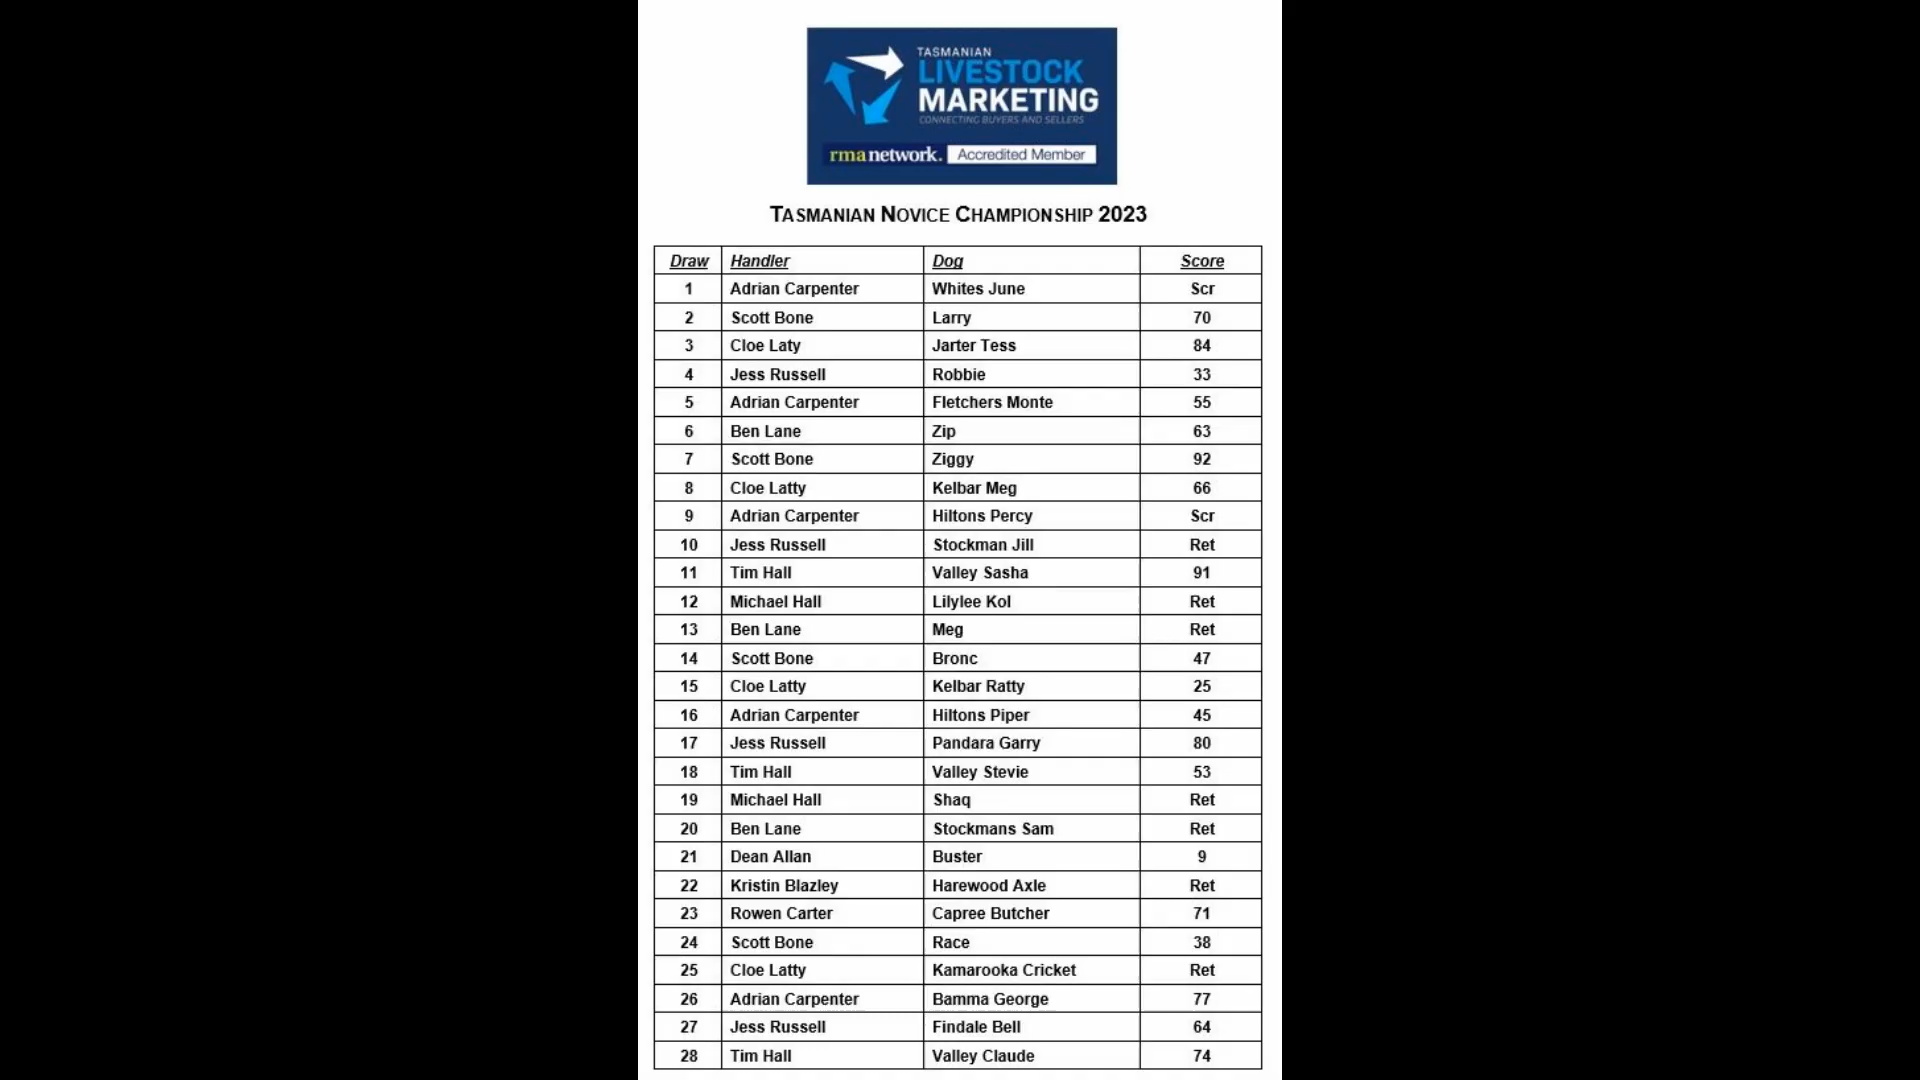 TASMANIAN
LIVESTOCK
MARKETING
CONNECTING BUYERS AND SELLERS
rmanetwork. Accredited Member
TASMANIAN NOVICE CHAMPIONSHIP 2023
Draw Handler Dog Score
1 Adrian Carpenter Whites June Scr
2 Scott Bone Larry 70
3 Cloe Laty Jarter Tess 84
4 Jess Russell Robbie 33
5 Adrian Carpenter Fletchers Monte 55
6 Ben Lane Zip 63
7 Scott Bone Ziggy 92
8 Cloe Latty Kelbar Meg 66
9 Adrian Carpenter Hiltons Percy Scr
10 Jess Russell Stockman Jill Ret
11 Tim Hall Valley Sasha 91
12 Michael Hall Lilylee Kol Ret
13 Ben Lane Meg Ret
14 Scott Bone Bronc 47
15 Cloe Latty Kelbar Ratty 25
16 Adrian Carpenter Hiltons Piper 45
17 Jess Russell Pandara Garry 80
18 Tim Hall Valley Stevie 53
19 Michael Hall Shaq Ret
20 Ben Lane Stockmans Sam Ret
21 Dean Allan Buster 9
22 Kristin Blazley Harewood Axle Ret
23 Rowen Carter Capree Butcher 71
24 Scott Bone Race 38
25 Cloe Latty Kamarooka Cricket Ret
26 Adrian Carpenter Bamma George 77
27 Jess Russell Findale Bell 64
28 Tim Hall Valley Claude 74